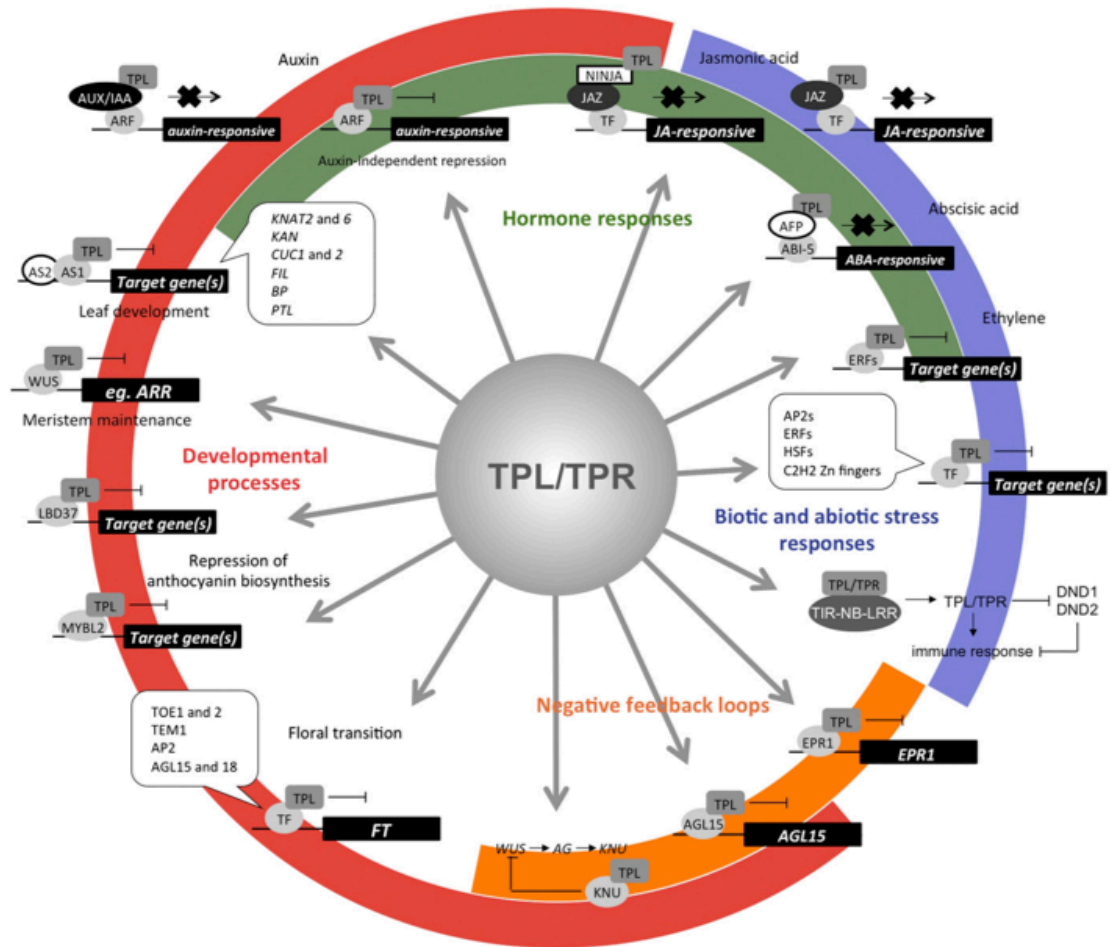 Auxin
TPL
AUX/IAA
ARF
auxin-responsive
TPL
ARF
auxin-responsive
Auxin-Independent repression
TPL
NINJA
JAZ
TF
JA-responsive
Jasmonic acid
TPL
JAZ
TF
JA-responsive
Hormone responses
Abscisic acid
TPL
AFP
ABI-5
ABA-responsive
KNAT2 and 6
KAN
CUC1 and 2
FIL
BP
PTL
TPL
AS2
AS1
Target gene(s)
Leaf development
Ethylene
TPL
ERFs
Target gene(s)
TPL
WUS
eg. ARR
Meristem maintenance
AP2s
ERFs
HSFs
C2H2 Zn fingers
TPL
TF
Target gene(s)
Developmental
processes
TPL/TPR
TPL
LBD37
Target gene(s)
Biotic and abiotic stress
responses
Repression of
anthocyanin biosynthesis
TPL/TPR
TIR-NB-LRR
TPL/TPR
DND1
DND2
immune response
TPL
MYBL2
Target gene(s)
Negative feedback loops
TOE1 and 2
TEM1
AP2
AGL15 and 18
Floral transition
TPL
TF
FT
TPL
EPR1
EPR1
TPL
AGL15
AGL15
WUS AG KNU
TPL
KNU